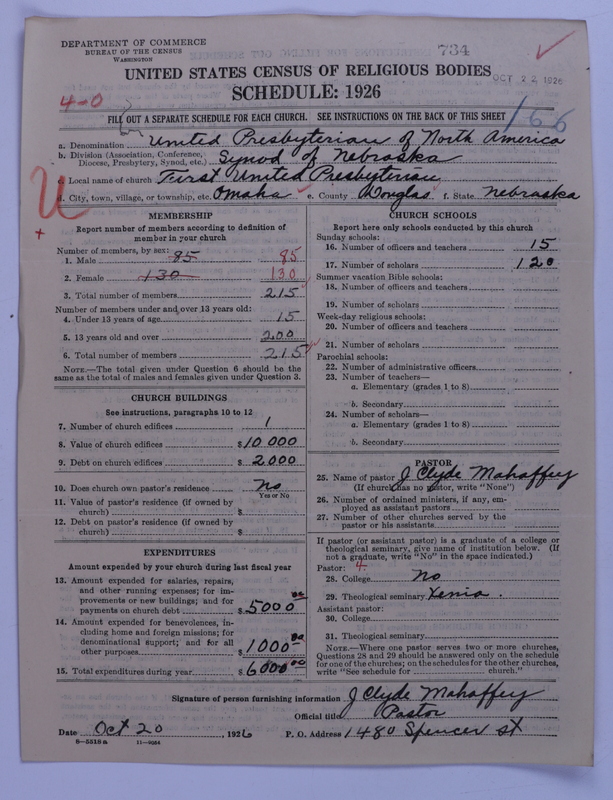 DEPARTMENT OF COMMERCE
BUREAU OF THE CENSUS
WASHINGTON
734
OCT 22 1926
UNITED STATES CENSUS OF RELIGIOUS BODIES
SCHEDULE: 1926
4-0
166
FILL OUT A SEPARATE SCHEDULE FOR EACH CHURCH. SEE INSTRUCTIONS ON THE BACK OF THIS SHEET
a. Denomination United Presbyterian of North America
b. Division (Association, Conference, Diocese, Presbytery, Synod, etc.) Synod of Nebraska
c. Local name of church First United Presbyterian
d. City, town, village, or township, etc. Omaha e. County Douglas f. State Nebraska
U
+
MEMBERSHIP
Report number of members according to definition of
member in your church
Number of members, by sex:
1. Male 85 85
2. Female 130 130
3. Total number of members 215
Number of members under and over 13 years old:
4. Under 13 years of age 15
5. 13 years old and over 200
6. Total number of members 215
NOTE.—The total given under Question 6 should be
same as the total of males and females given under Question 3.
CHURCH BUILDINGS
See instructions, paragraphs 10 to 12
7. Number of church edifices 1
8. Value of church edifices $10 000
9. Debt on church edifices $2000
10. Does church own pastor's residence No
Yes or No
11. Value of pastor's residence (if owned by
church) $
12. Debt on pastor's residence (if owned by
church) $
EXPENDITURES
Amount expended by your church during last fiscal year
13. Amount expended for salaries, repairs,
and other running expenses; for im-
provements or new buildings; and for
payments on church debt $5000 00
14. Amount expended for benevolences, in-
cluding home and foreign missions; for
denominational support; and for all
other purposes $1000 00
15. Total expenditures during year $6000 00
CHURCH SCHOOLS
Report here only schools conducted by this church
Sunday schools:
16. Number of officers and teachers 15
17. Number of scholars 120
Summer vacation Bible schools:
18. Number of officers and teachers
19. Number of scholars
Week-day religious schools:
20. Number of officers and teachers
21. Number of scholars
Parochial schools:
22. Number of administrative officers
23. Number of teachers—
a. Elementary (grades 1 to 8)
b. Secondary
24. Number of scholars—
a. Elementary (grades 1 to 8)
b. Secondary
PASTOR
25. Name of pastor J Clyde Mahaffey
(If church has no pastor, write "None")
26. Number of ordained ministers, if any, em-
ployed as assistant pastors
27. Number of other churches served by the
pastor or his assistants
If pastor (or assistant pastor) is a graduate of a college or
theological seminary, give name of institution below. (If
not a graduate, write "No" in the space indicated.)
Pastor: 4.
28. College No
29. Theological seminary Xenia.
Assistant pastor:
30. College
31. Theological seminary
NOTE.—Where one pastor serves two or more churches,
Questions 28 and 29 should be answered only on the schedule
for one of the churches; on the schedules for the other churches,
write "See schedule for church."
Signature of person furnishing information J Clyde Mahaffey
Official title Pastor
Date Oct 20, 1926 P. O. Address 1480 Spencer st
8-5518a 11-9054